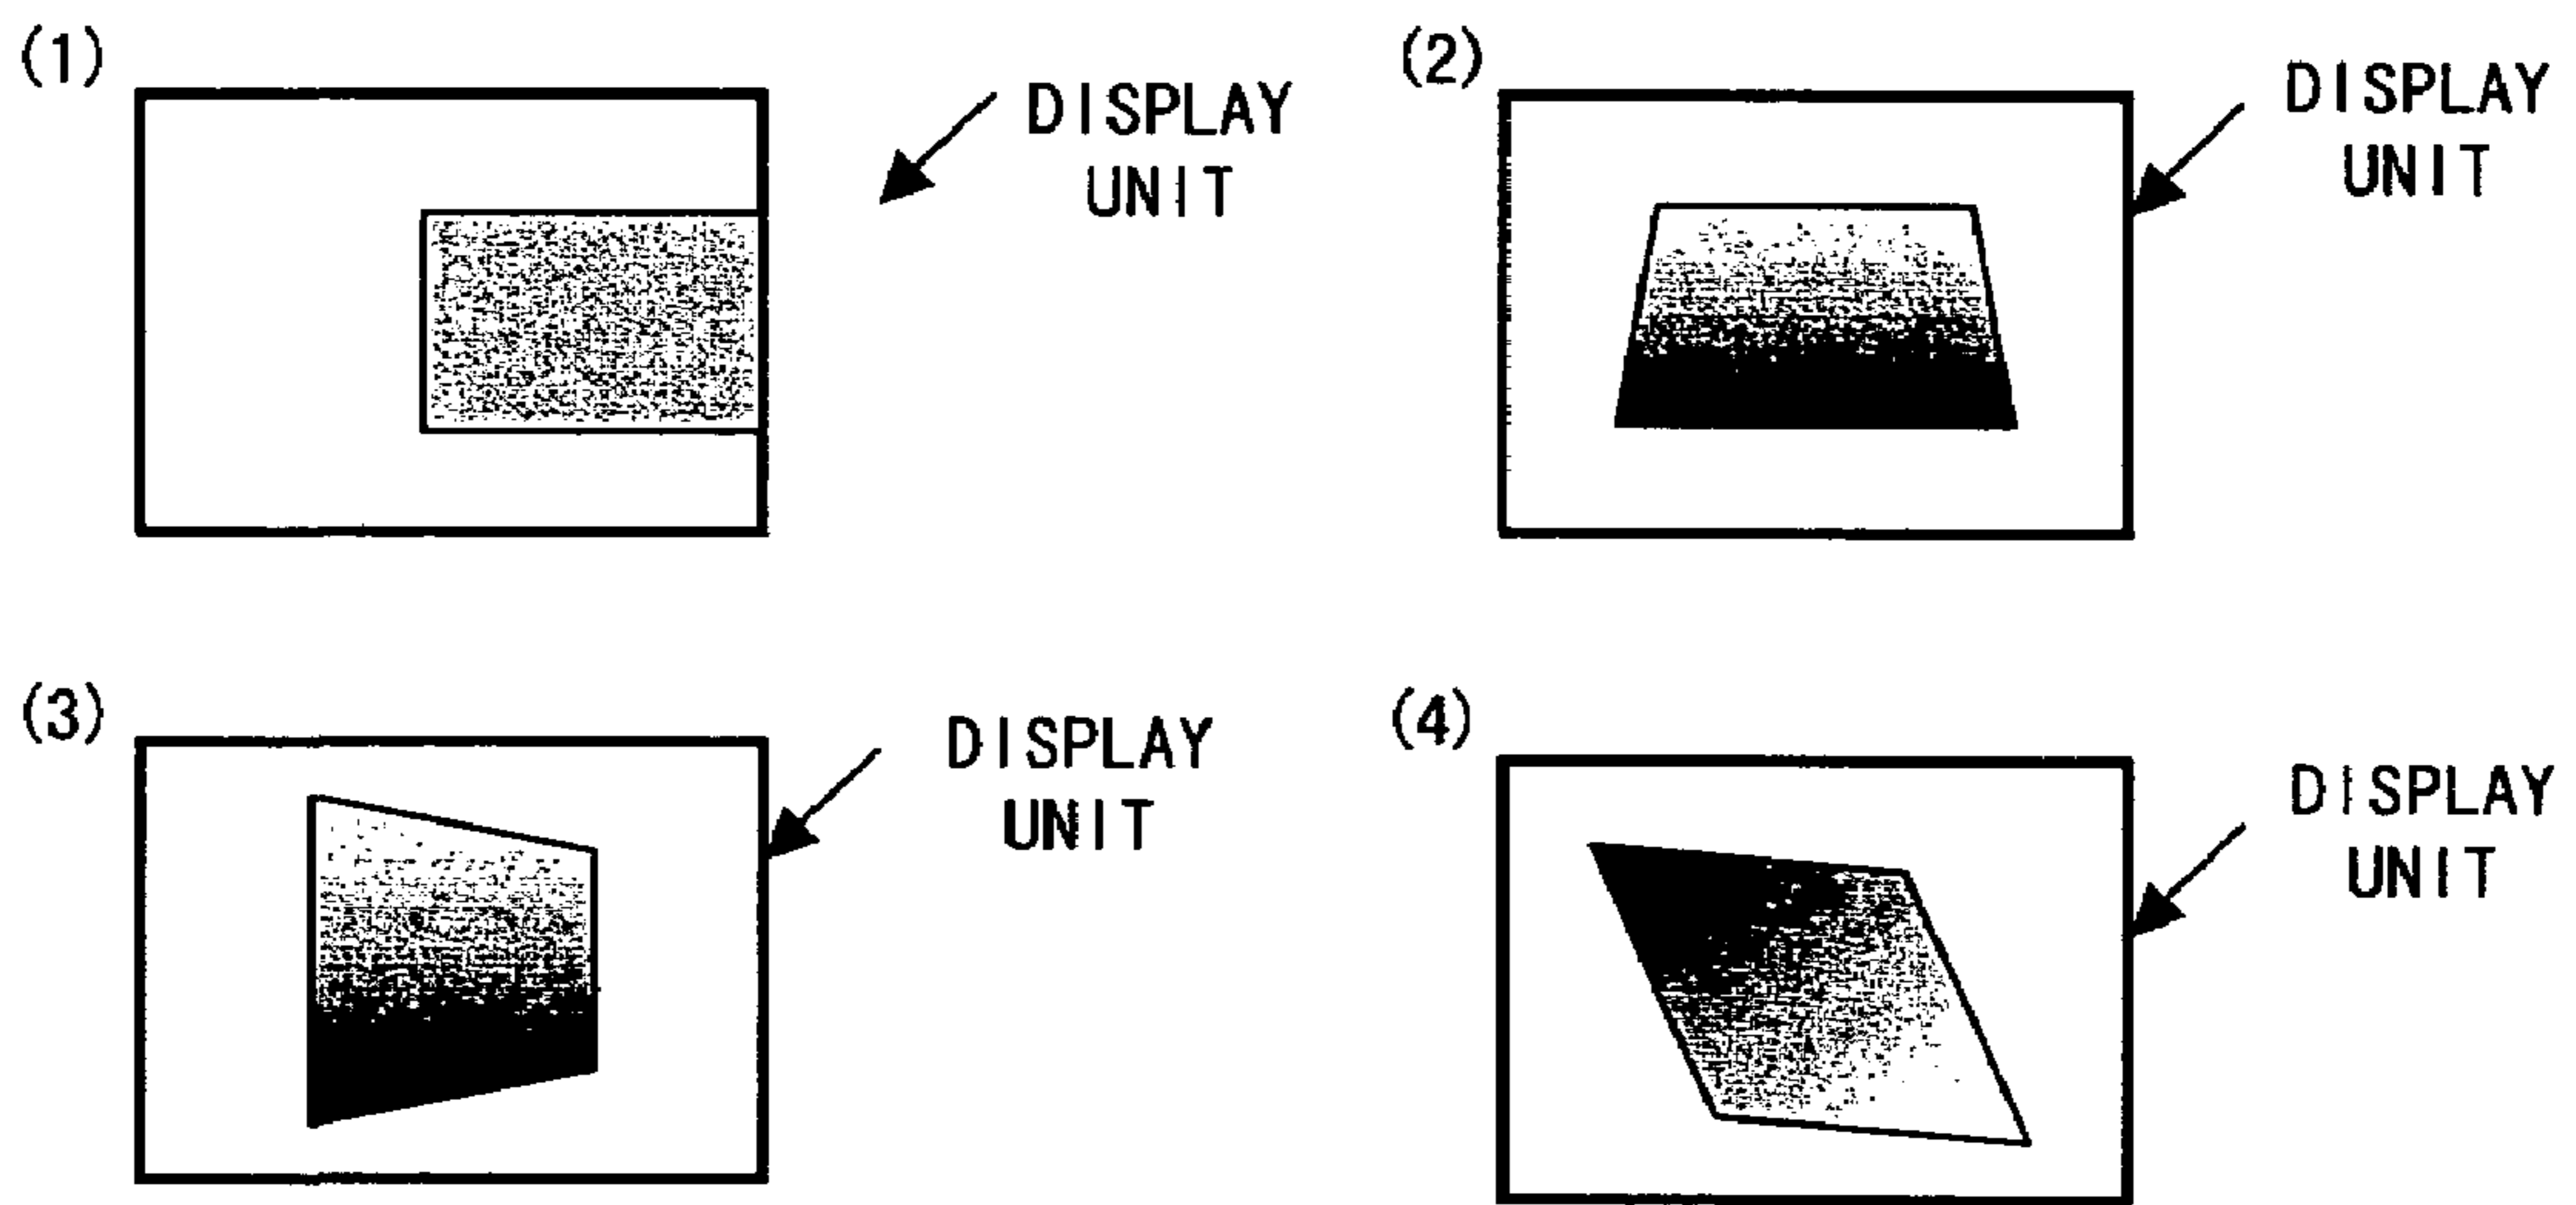 (1)
DISPLAY
UNIT
(2)
DISPLAY
UNIT
(3)
DISPLAY
UNIT
(4)
DISPLAY
UNIT